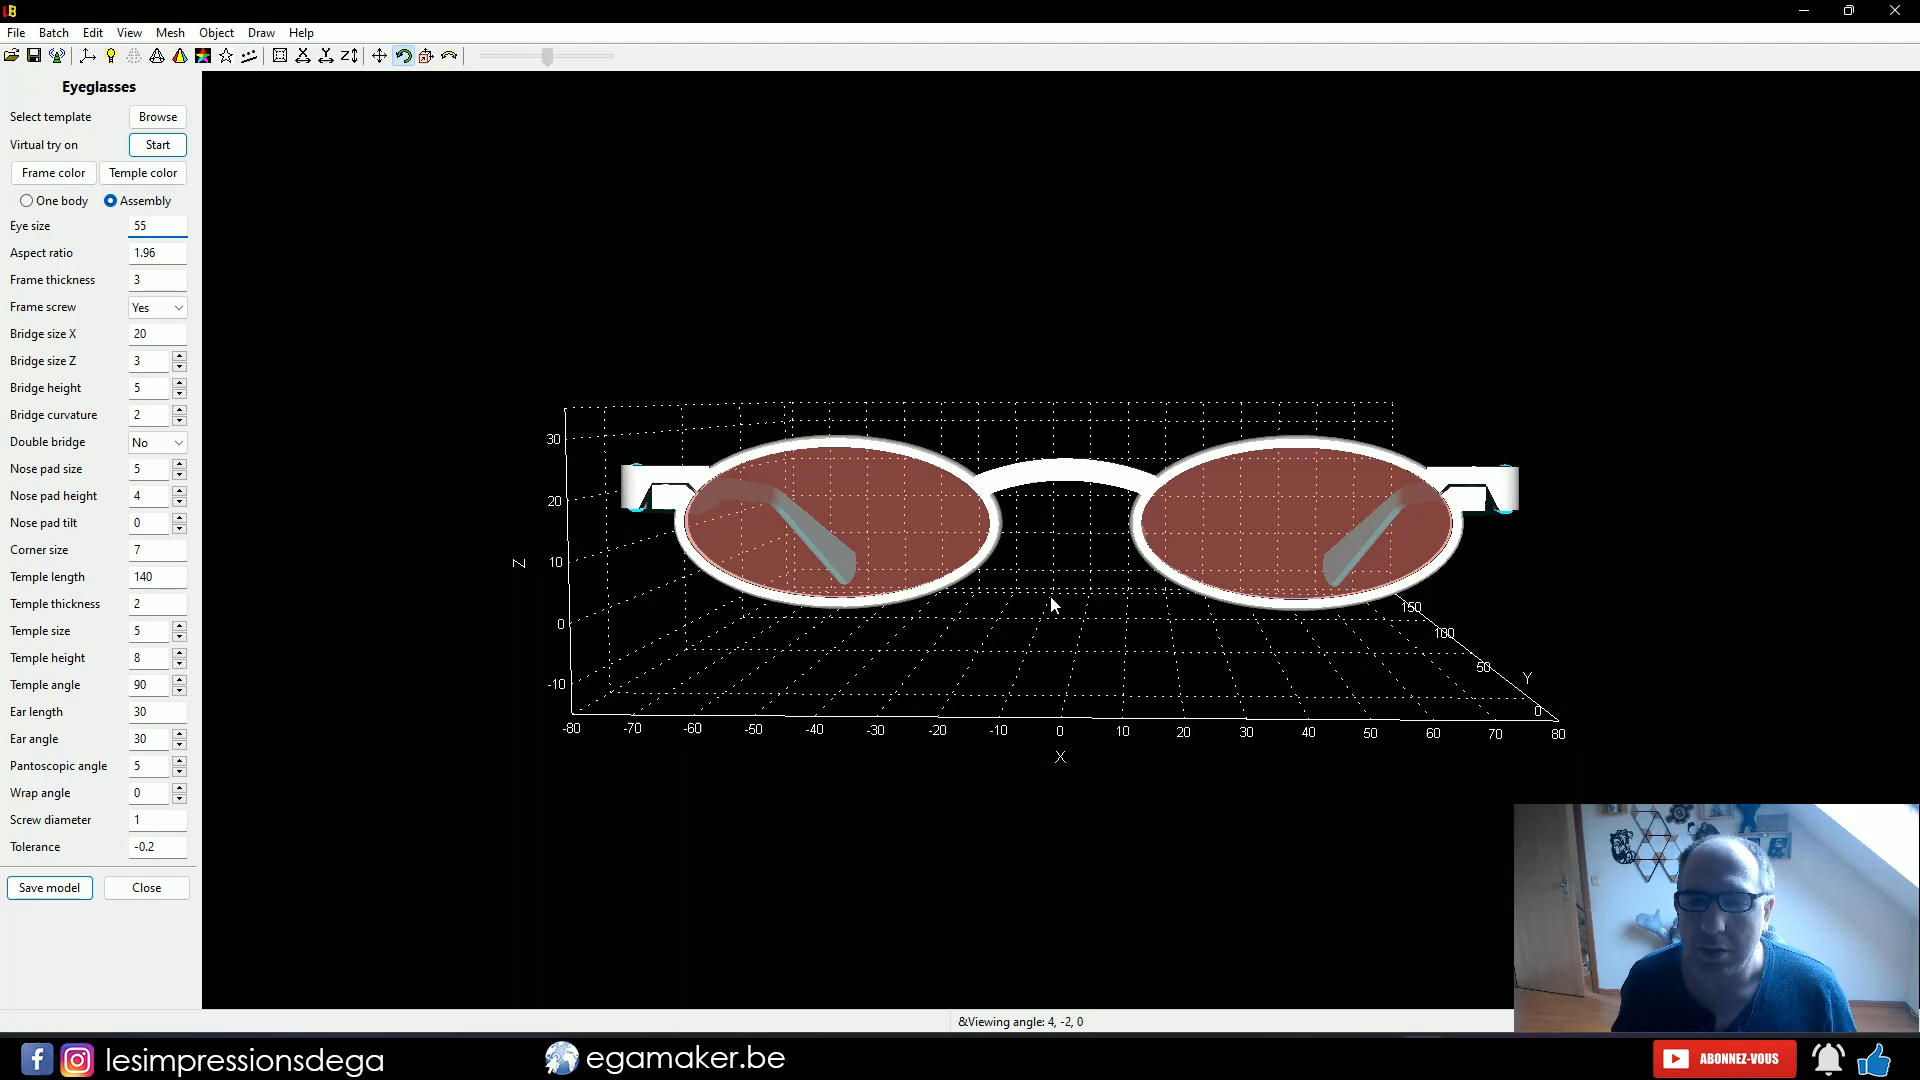 LB
File Batch Edit View Mesh Object Draw Help
Eyeglasses
Select template Browse
Virtual try on Start
Frame color Temple color
One body Assembly
Eye size 55
Aspect ratio 1.96
Frame thickness 3
Frame screw Yes
Bridge size X 20
Bridge size Z 3
Bridge height 5
Bridge curvature 2
Double bridge No
Nose pad size 5
Nose pad height 4
Nose pad tilt 0
Corner size 7
Temple length 140
Temple thickness 2
Temple size 5
Temple height 8
Temple angle 90
Ear length 30
Ear angle 30
Pantoscopic angle 5
Wrap angle 0
Screw diameter 1
Tolerance -0.2
Save model Close
30
20
Z 10
0
-10
-80 -70 -60 -50 -40 -30 -20 -10 0 10 20 30 40 50 60 70 80
X
150
100
50 Y
0
&Viewing angle: 4, -2, 0
lesimpressionsdega egamaker.be ABONNEZ-VOUS